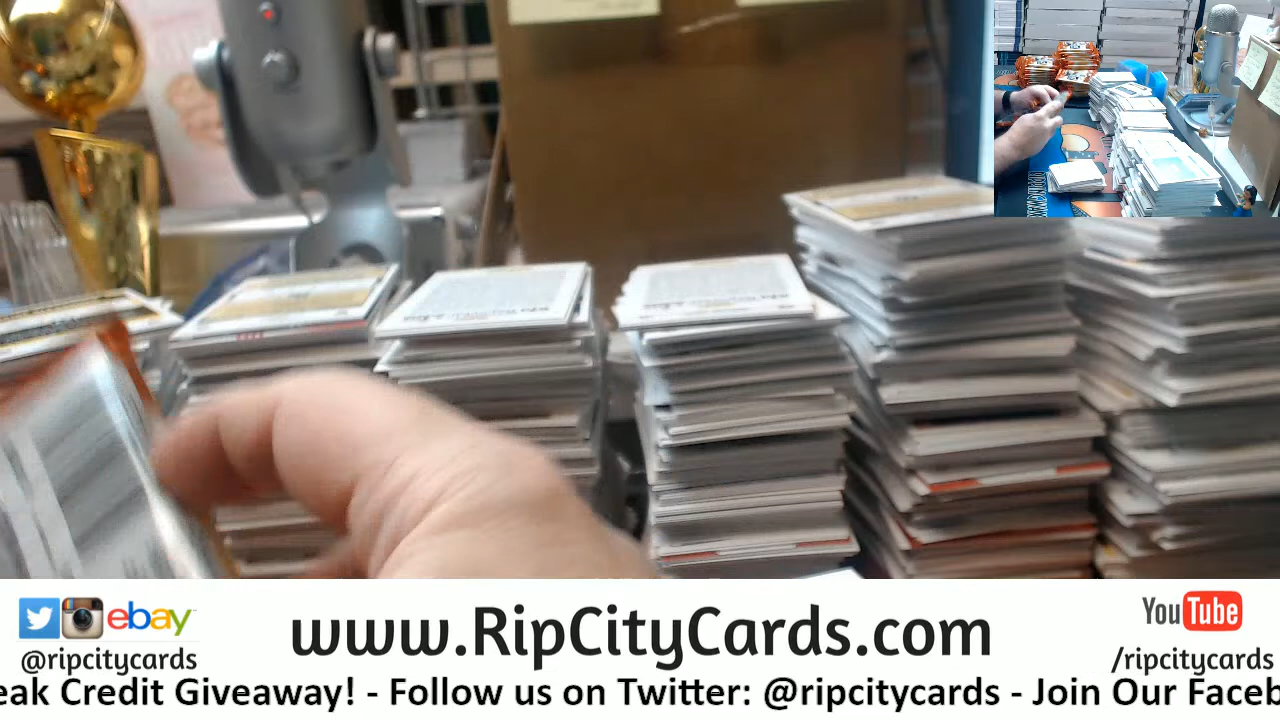 ebay
www.RipCityCards.com
YouTube
@ripcitycards
/ripcitycards
eak Credit Giveaway! - Follow us on Twitter: @ripcitycards - Join Our Faceb